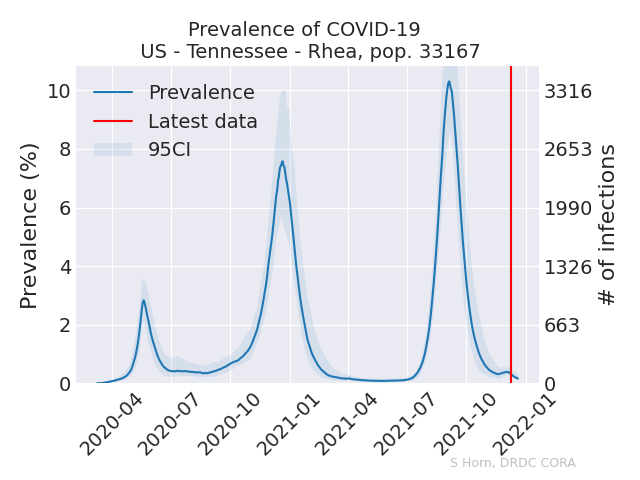 Prevalence of COVID-19
US - Tennessee - Rhea, pop. 33167
Prevalence (%)
10
8
6
4
2
0
Prevalence
Latest data
95CI
3316
2653
1990
1326
663
0
# of infections
2020-04
2020-07
2020-10
2021-01
2021-04
2021-07
2021-10
2022-01
S Horn, DRDC CORA